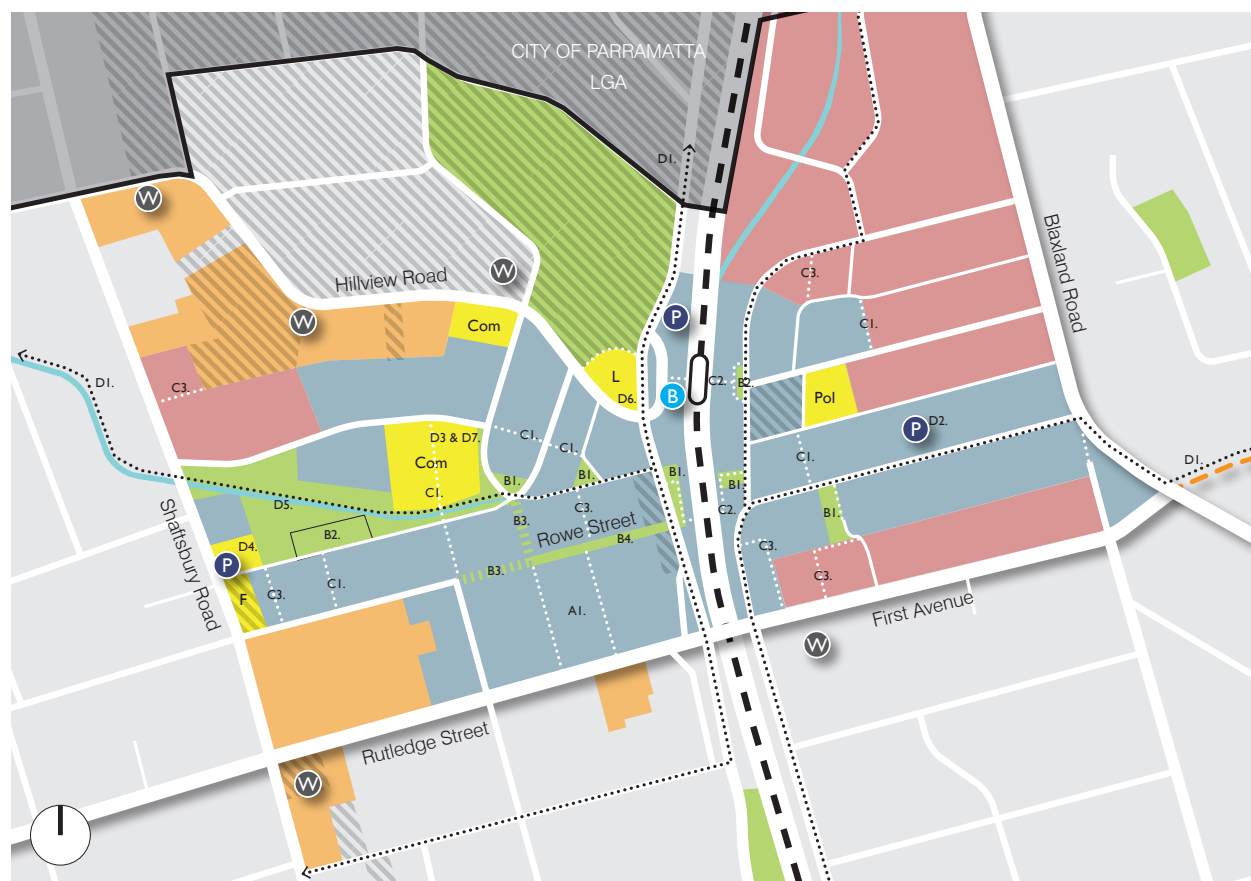 CITY OF PARRAMATTA
LGA
D1.
W
Blaxland Road
W
Hillview Road
C3.
P
W
Com
C1.
D1.
C3.
L
D6.
B
C2.
B2.
Pol
P
D2.
D3 & D7.
Com
C1.
C1.
C1.
C1.
B1.
B1.
B1.
B1.
D1.
C1.
D5.
B3.
C3.
C2.
B1.
Shaftsbury Road
B2.
Rowe Street
B4.
D4.
P
C3.
F
C3.
C1.
B3.
A1.
C3.
First Avenue
W
Rutledge Street
W